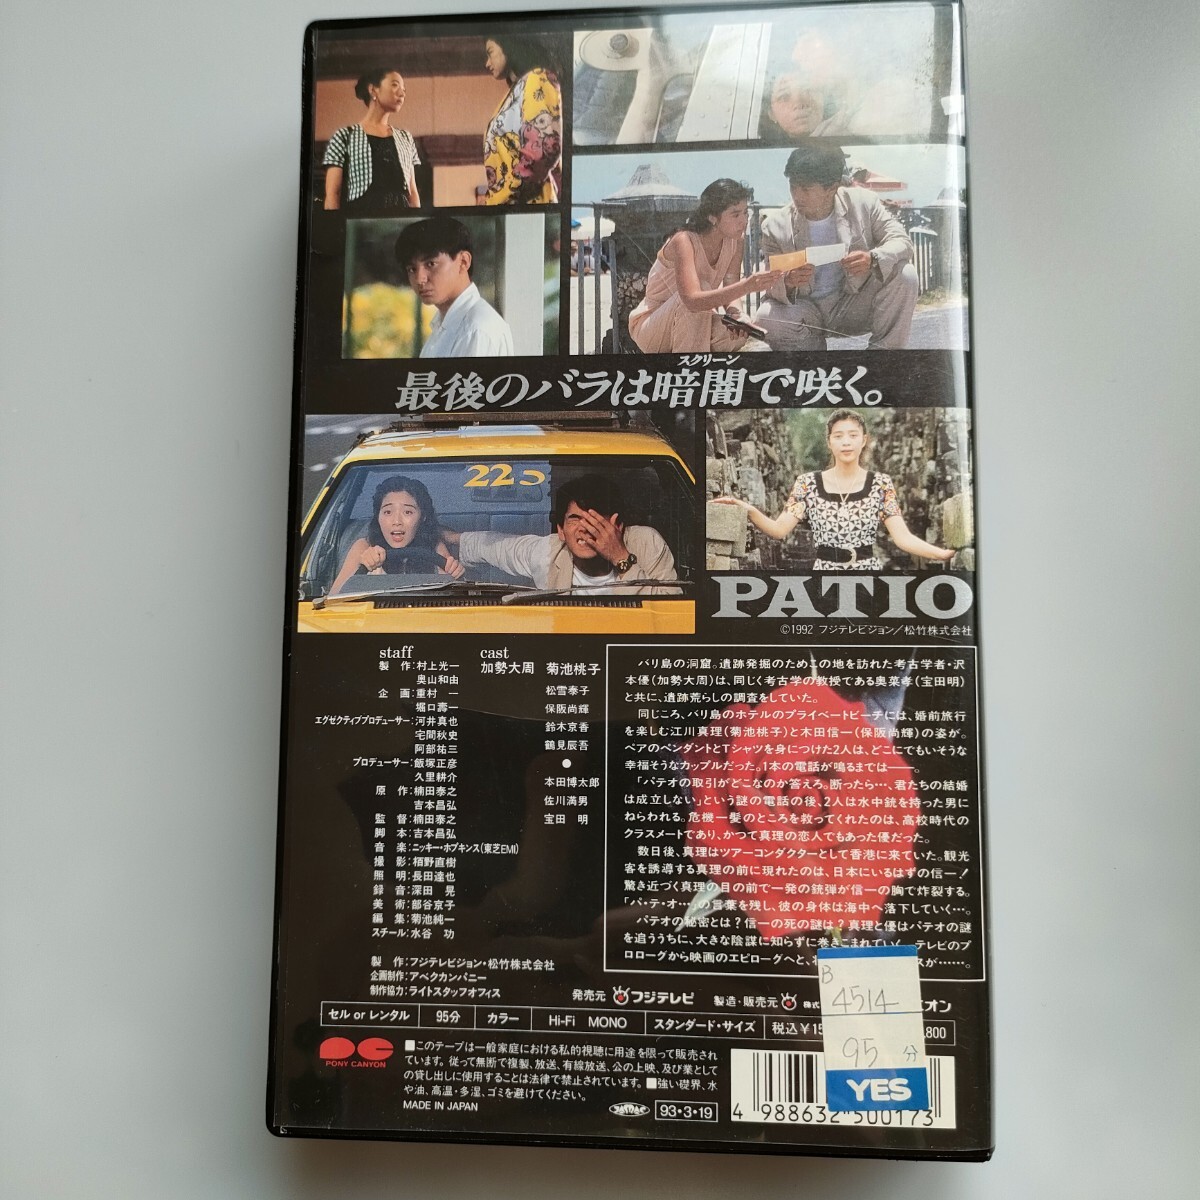 スクリーン
最後のバラは暗闇で咲く。
22
PATIO
©1992 フジテレビジョン／松竹株式会社
staff
製　作：村上光一
奥山和由
企　画：重村　一
堀口壽一
エグゼクティブプロデューサー：河井真也
宅間秋史
阿部祐三
プロデューサー：飯塚正彦
久里耕介
原　作：楠田泰之
吉本昌弘
監　督：楠田泰之
脚　本：吉本昌弘
音　楽：ニッキー・ホプキンス（東芝EMI）
撮　影：栢野直樹
照　明：長田達也
録　音：深田　晃
美　術：部谷京子
編　集：菊池純一
スチール：水谷　功
cast
加勢大周　菊池桃子
松雪泰子
保阪尚輝
鈴木京香
鶴見辰吾
●
本田博太郎
佐川満男
宝田　明
製　作：フジテレビジョン・松竹株式会社
企画制作：アベクカンパニー
制作協力：ライトスタッフオフィス
バリ島の洞窟。遺跡発掘のためこの地を訪れた考古学者・沢
本優（加勢大周）は、同じく考古学の教授である奥菜孝（宝田明）
と共に、遺跡荒らしの調査をしていた。
同じころ、バリ島のホテルのプライベートビーチには、婚前旅行
を楽しむ江川真理（菊池桃子）と木田信一（保阪尚輝）の姿が。
ペアのペンダントとTシャツを身につけた2人は、どこにでもいそうな
幸福そうなカップルだった。1本の電話が鳴るまでは――。
「パテオの取引がどこなのか答えろ。断ったら…、君たちの結婚
は成立しない」という謎の電話の後、2人は水中銃を持った男に
ねらわれる。危機一髪のところを救ってくれたのは、高校時代の
クラスメートであり、かつて真理の恋人でもあった優だった。
数日後、真理はツアーコンダクターとして香港に来ていた。観光
客を誘導する真理の前に現れたのは、日本にいるはずの信一！
驚き近づく真理の目の前で一発の銃弾が信一の胸で炸裂する。
「パ・テ・オ…」の言葉を残し、彼の身体は海中へ落下していく…。
パテオの秘密とは？信一の死の謎は？真理と優はパテオの謎
を追ううちに、大きな陰謀に知らずに巻きこまれていく。テレビのプ
ロローグから映画のエピローグへと、
スが……。
発売元 フジテレビ　製造・販売元 株式
オン
セル or レンタル　95分　カラー　Hi-Fi MONO　スタンダード・サイズ　税込¥15
,800
PONY CANYON
■このテープは一般家庭における私的視聴に用途を限って販売され
ています。従って無断で複製、放送、有線放送、公の上映、及び業として
の貸し出しに使用することは法律で禁止されています。■強い磁界、水
や油、高温・多湿、ゴミを避けてください。
MADE IN JAPAN
93・3・19
4 988632 500173
B
4514
95 分
YES